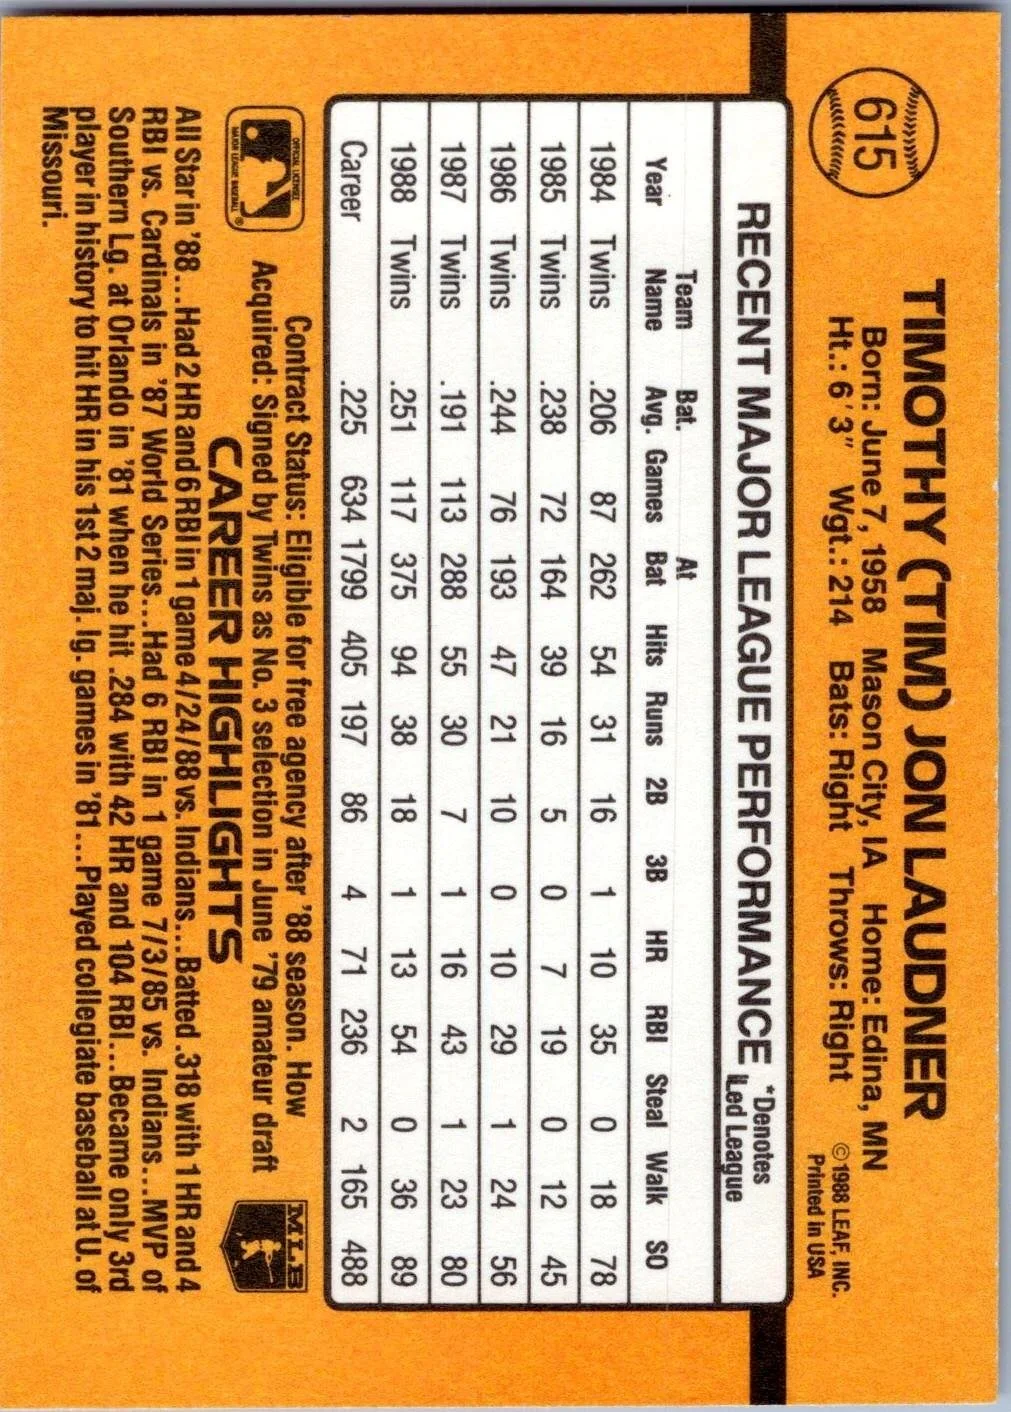 615
TIMOTHY (TIM) JON LAUDNER
Born: June 7, 1958 Mason City, IA Home: Edina, MN
Ht.: 6'3" Wgt.: 214 Bats: Right Throws: Right
©1988 LEAF, INC.
Printed in USA
RECENT MAJOR LEAGUE PERFORMANCE
*Denotes
Led League
Year Team Name Bat. Avg. Games At Bat Hits Runs 2B 3B HR RBI Steal Walk SO
1984 Twins .206 87 262 54 31 16 1 10 35 0 18 78
1985 Twins .238 72 164 39 16 5 0 7 19 0 12 45
1986 Twins .244 76 193 47 21 10 0 10 29 1 24 56
1987 Twins .191 113 288 55 30 7 1 16 43 1 23 80
1988 Twins .251 117 375 94 38 18 1 13 54 0 36 89
Career .225 634 1799 405 197 86 4 71 236 2 165 488
OFFICIAL LICENSEE
MAJOR LEAGUE BASEBALL ®
Contract Status: Eligible for free agency after '88 season. How
Acquired: Signed by Twins as No. 3 selection in June '79 amateur draft
MLB
CAREER HIGHLIGHTS
All Star in '88...Had 2 HR and 6 RBI in 1 game 4/24/88 vs. Indians...Batted .318 with 1 HR and 4
RBI vs. Cardinals in '87 World Series...Had 6 RBI in 1 game 7/3/85 vs. Indians...MVP of
Southern Lg. at Orlando in '81 when he hit .284 with 42 HR and 104 RBI...Became only 3rd
player in history to hit HR in his 1st 2 maj. lg. games in '81...Played collegiate baseball at U. of
Missouri.